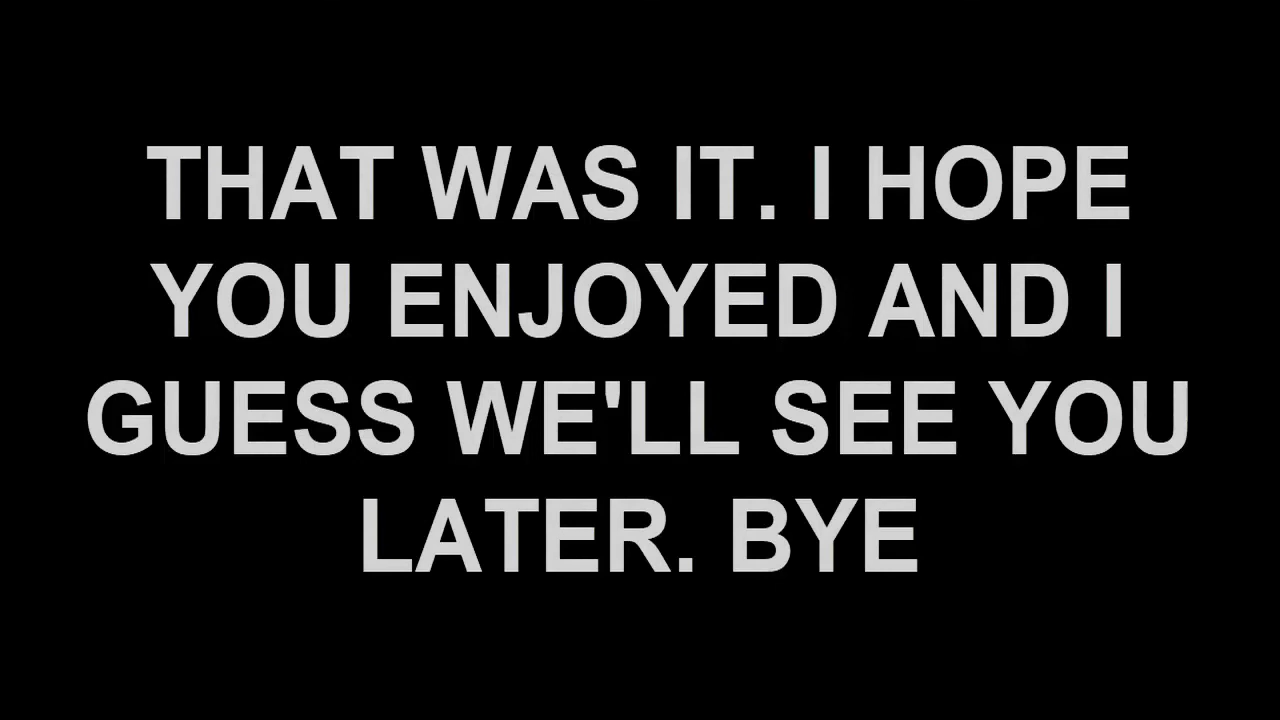 THAT WAS IT. I HOPE
YOU ENJOYED AND I
GUESS WE'LL SEE YOU
LATER. BYE